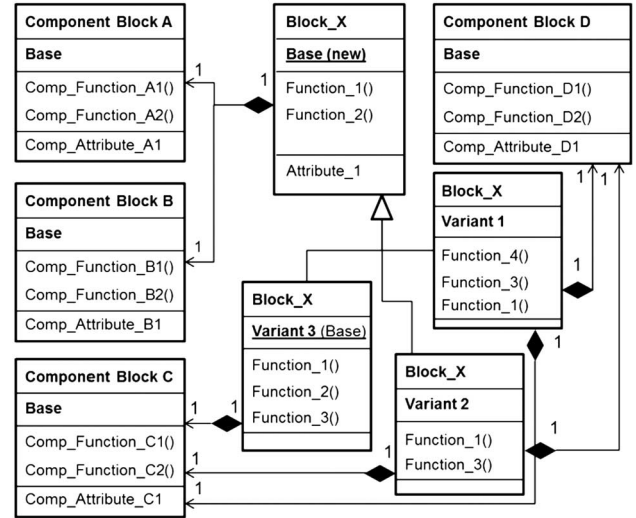 Component Block A
Base
Comp_Function_A1()
Comp_Function_A2()
Comp_Attribute_A1
Block_X
Base (new)
Function_1()
Function_2()
Attribute_1
Component Block D
Base
Comp_Function_D1()
Comp_Function_D2()
Comp_Attribute_D1
1
1
1
1
1
Component Block B
Base
Comp_Function_B1()
Comp_Function_B2()
Comp_Attribute_B1
Block_X
Variant 1
Function_4()
Function_3()
Function_1()
1
1
Block_X
Variant 3 (Base)
Function_1()
Function_2()
Function_3()
Component Block C
Base
Comp_Function_C1()
Comp_Function_C2()
Comp_Attribute_C1
Block_X
Variant 2
Function_1()
Function_3()
1
1
1
1
1
1